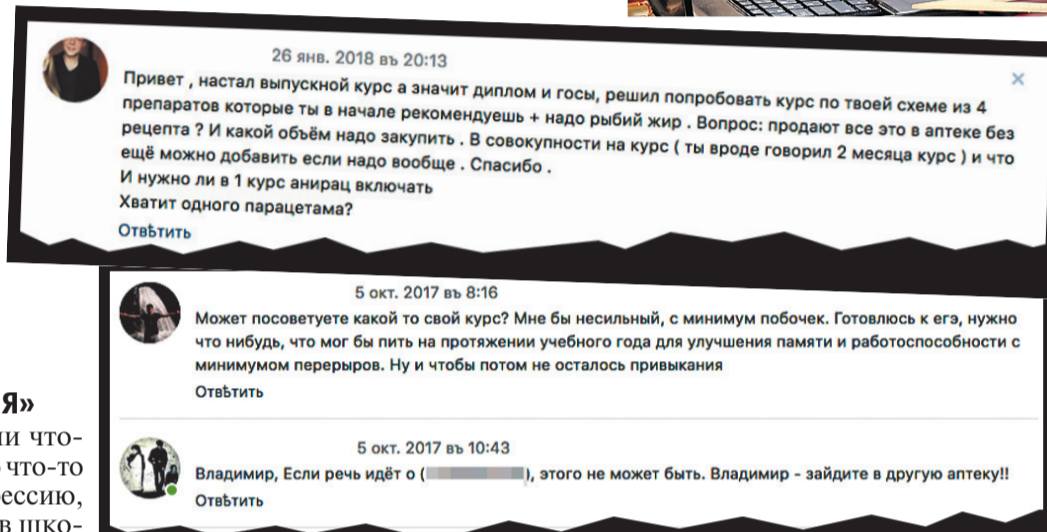 26 янв. 2018 въ 20:13
Привет , настал выпускной курс а значит диплом и госы, решил попробовать курс по твоей схеме из 4
препаратов которые ты в начале рекомендуешь + надо рыбий жир . Вопрос: продают все это в аптеке без
рецепта ? И какой объём надо закупить . В совокупности на курс ( ты вроде говорил 2 месяца курс ) и что
ещё можно добавить если надо вообще . Спасибо .
И нужно ли в 1 курс анирац включать
Хватит одного парацетама?
Отвѣтить
5 окт. 2017 въ 8:16
Может посоветуете какой то свой курс? Мне бы несильный, с минимум побочек. Готовлюсь к егэ, нужно
что нибудь, что мог бы пить на протяжении учебного года для улучшения памяти и работоспособности с
минимумом перерыров. Ну и чтобы потом не осталось привыкания
Отвѣтить
5 окт. 2017 въ 10:43
Владимир, Если речь идёт о ( ), этого не может быть. Владимир - зайдите в другую аптеку!!
Отвѣтить
Я»
ли что-
что-то
ессию,
в шко-